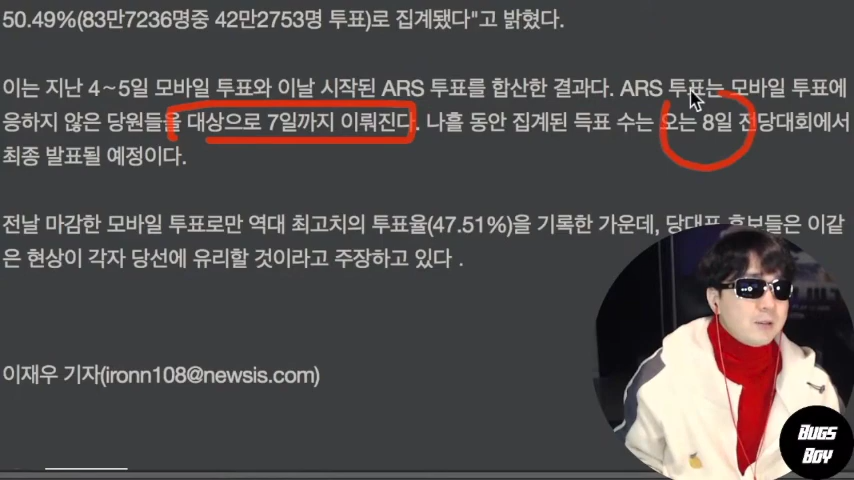 50.49%(83만7236명중 42만2753명 투표)로 집계됐다"고 밝혔다.
이는 지난 4~5일 모바일 투표와 이날 시작된 ARS 투표를 합산한 결과다. ARS 투표는 모바일 투표에
응하지 않은 당원들을 대상으로 7일까지 이뤄진다. 나흘 동안 집계된 득표 수는 오는 8일 전당대회에서
최종 발표될 예정이다.
전날 마감한 모바일 투표로만 역대 최고치의 투표율(47.51%)을 기록한 가운데, 당대표 후보들은 이같
은 현상이 각자 당선에 유리할 것이라고 주장하고 있다 .
이재우 기자(ironn108@newsis.com)
BUGS
BOY